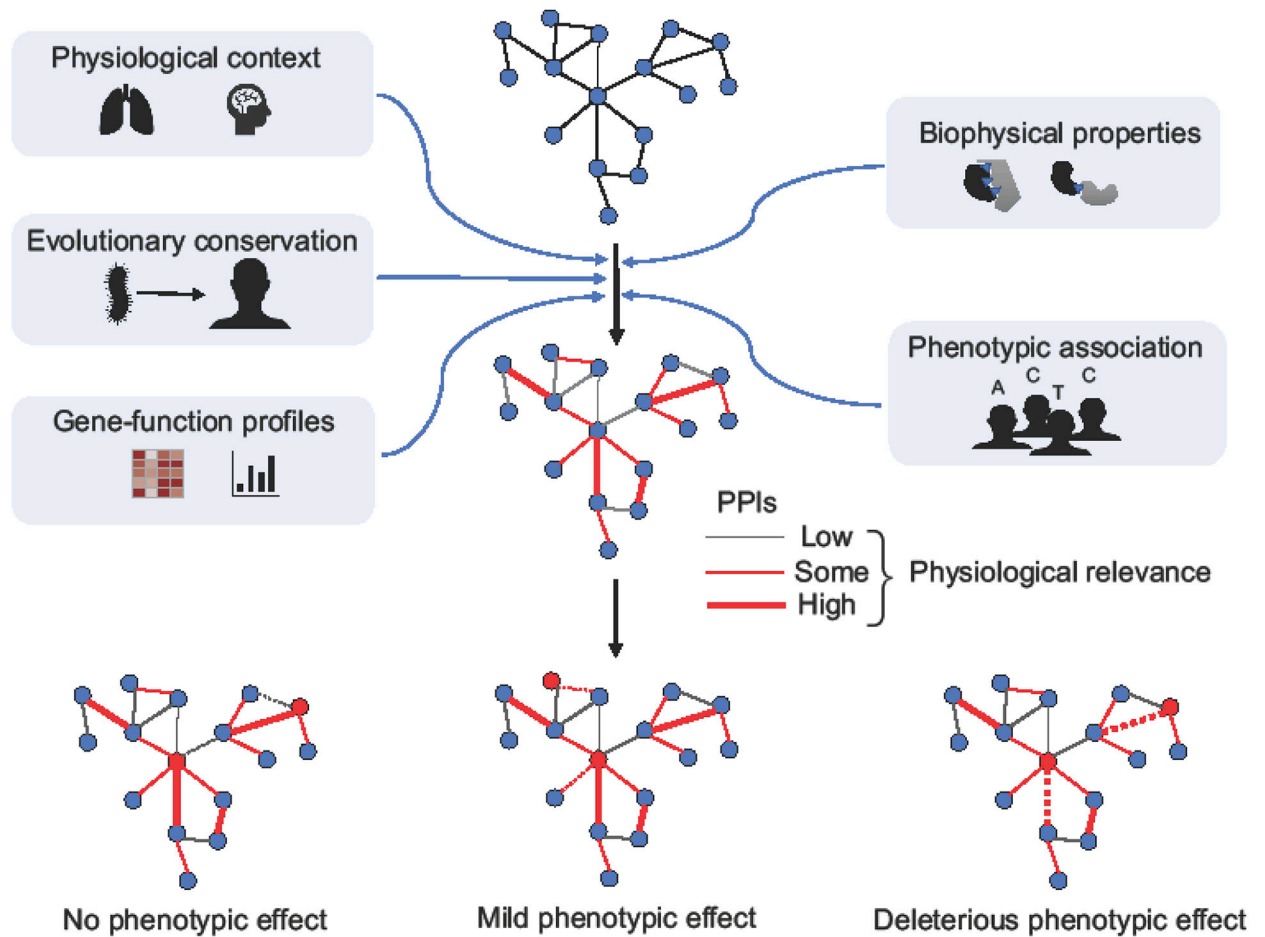 Physiological context
Biophysical properties
Evolutionary conservation
Phenotypic association
A C T C
Gene-function profiles
PPIs
Low
Some
High
Physiological relevance
No phenotypic effect
Mild phenotypic effect
Deleterious phenotypic effect